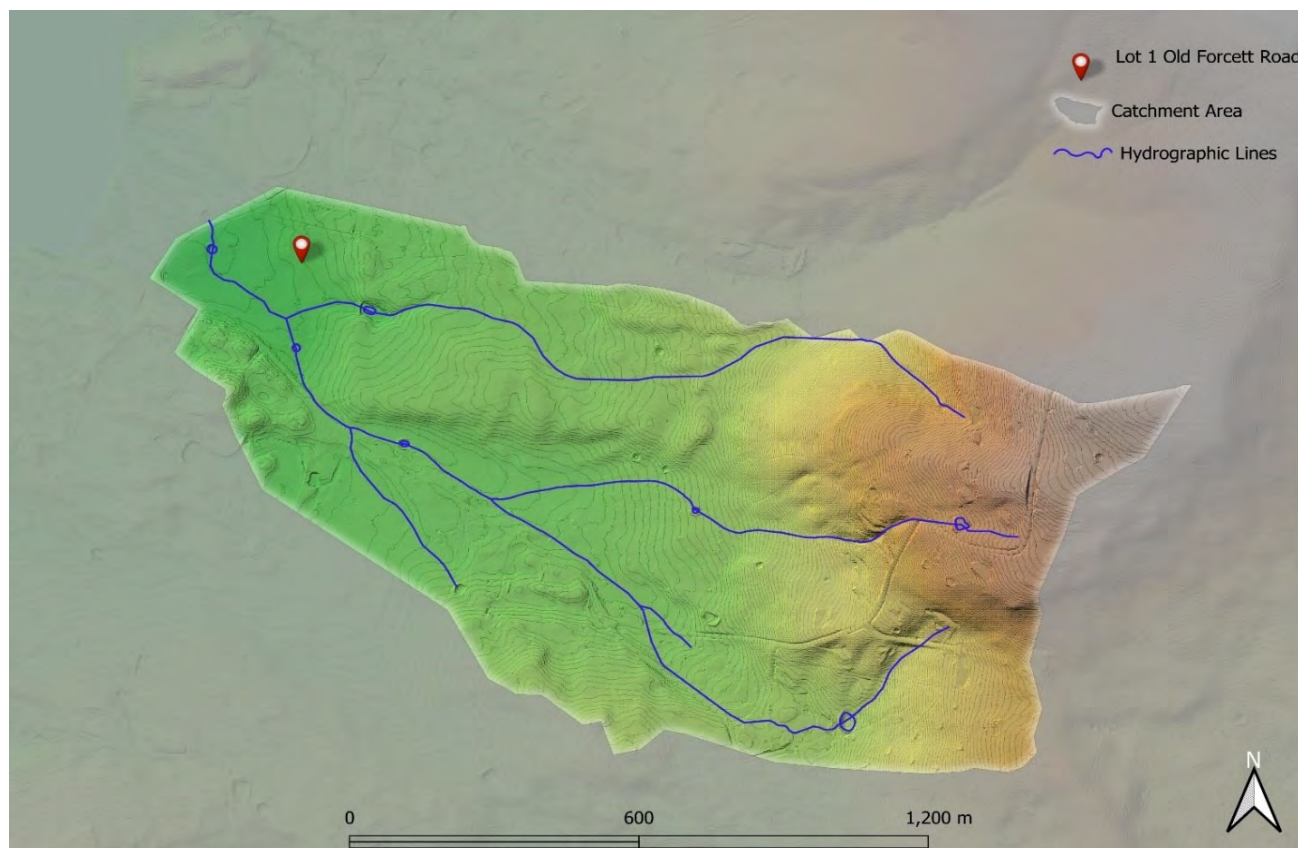 Lot 1 Old Forcett Road
Catchment Area
Hydrographic Lines
N
0 600 1,200 m